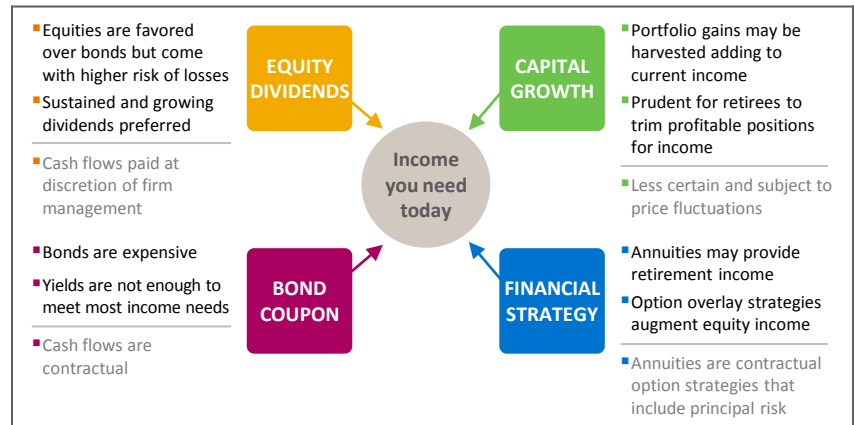 ▪Equities are favored
over bonds but come
with higher risk of losses
▪Sustained and growing
dividends preferred
▪Cash flows paid at
discretion of firm
management
EQUITY
DIVIDENDS
CAPITAL
GROWTH
▪Portfolio gains may be
harvested adding to
current income
▪Prudent for retirees to
trim profitable positions
for income
▪Less certain and subject to
price fluctuations
Income
you need
today
▪Bonds are expensive
▪Yields are not enough to
meet most income needs
▪Cash flows are
contractual
BOND
COUPON
FINANCIAL
STRATEGY
▪Annuities may provide
retirement income
▪Option overlay strategies
augment equity income
▪Annuities are contractual
option strategies that
include principal risk